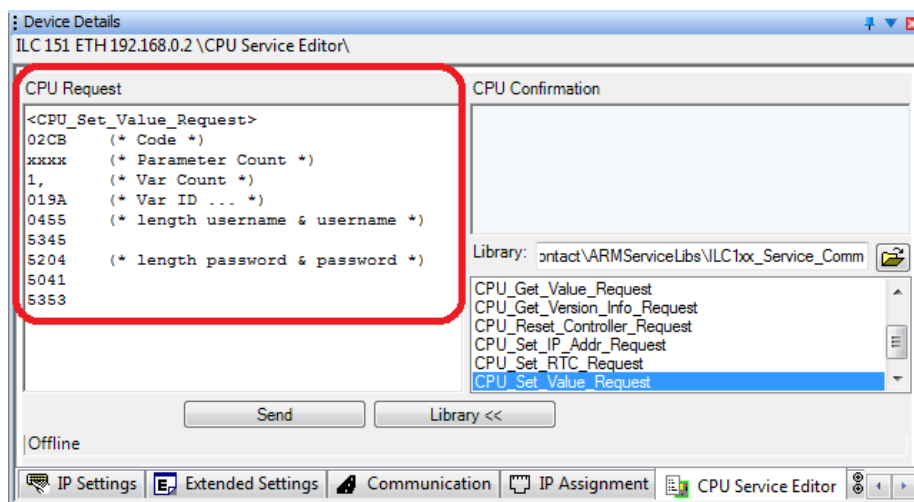 Device Details
ILC 151 ETH 192.168.0.2 \CPU Service Editor\
CPU Request
<CPU_Set_Value_Request>
02CB (* Code *)
xxxx (* Parameter Count *)
1, (* Var Count *)
019A (* Var ID ... *)
0455 (* length username & username *)
5345
5204 (* length password & password *)
5041
5353
CPU Confirmation
Library: ontact\ARMServiceLibs\ILC1xx_Service_Comm
CPU_Get_Value_Request
CPU_Get_Version_Info_Request
CPU_Reset_Controller_Request
CPU_Set_IP_Addr_Request
CPU_Set_RTC_Request
CPU_Set_Value_Request
Send Library <<
Offline
IP Settings Extended Settings Communication IP Assignment CPU Service Editor